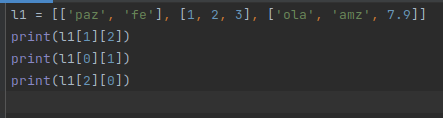 l1 = [['paz', 'fe'], [1, 2, 3], ['ola', 'amz', 7.9]]
print(l1[1][2])
print(l1[0][1])
print(l1[2][0])